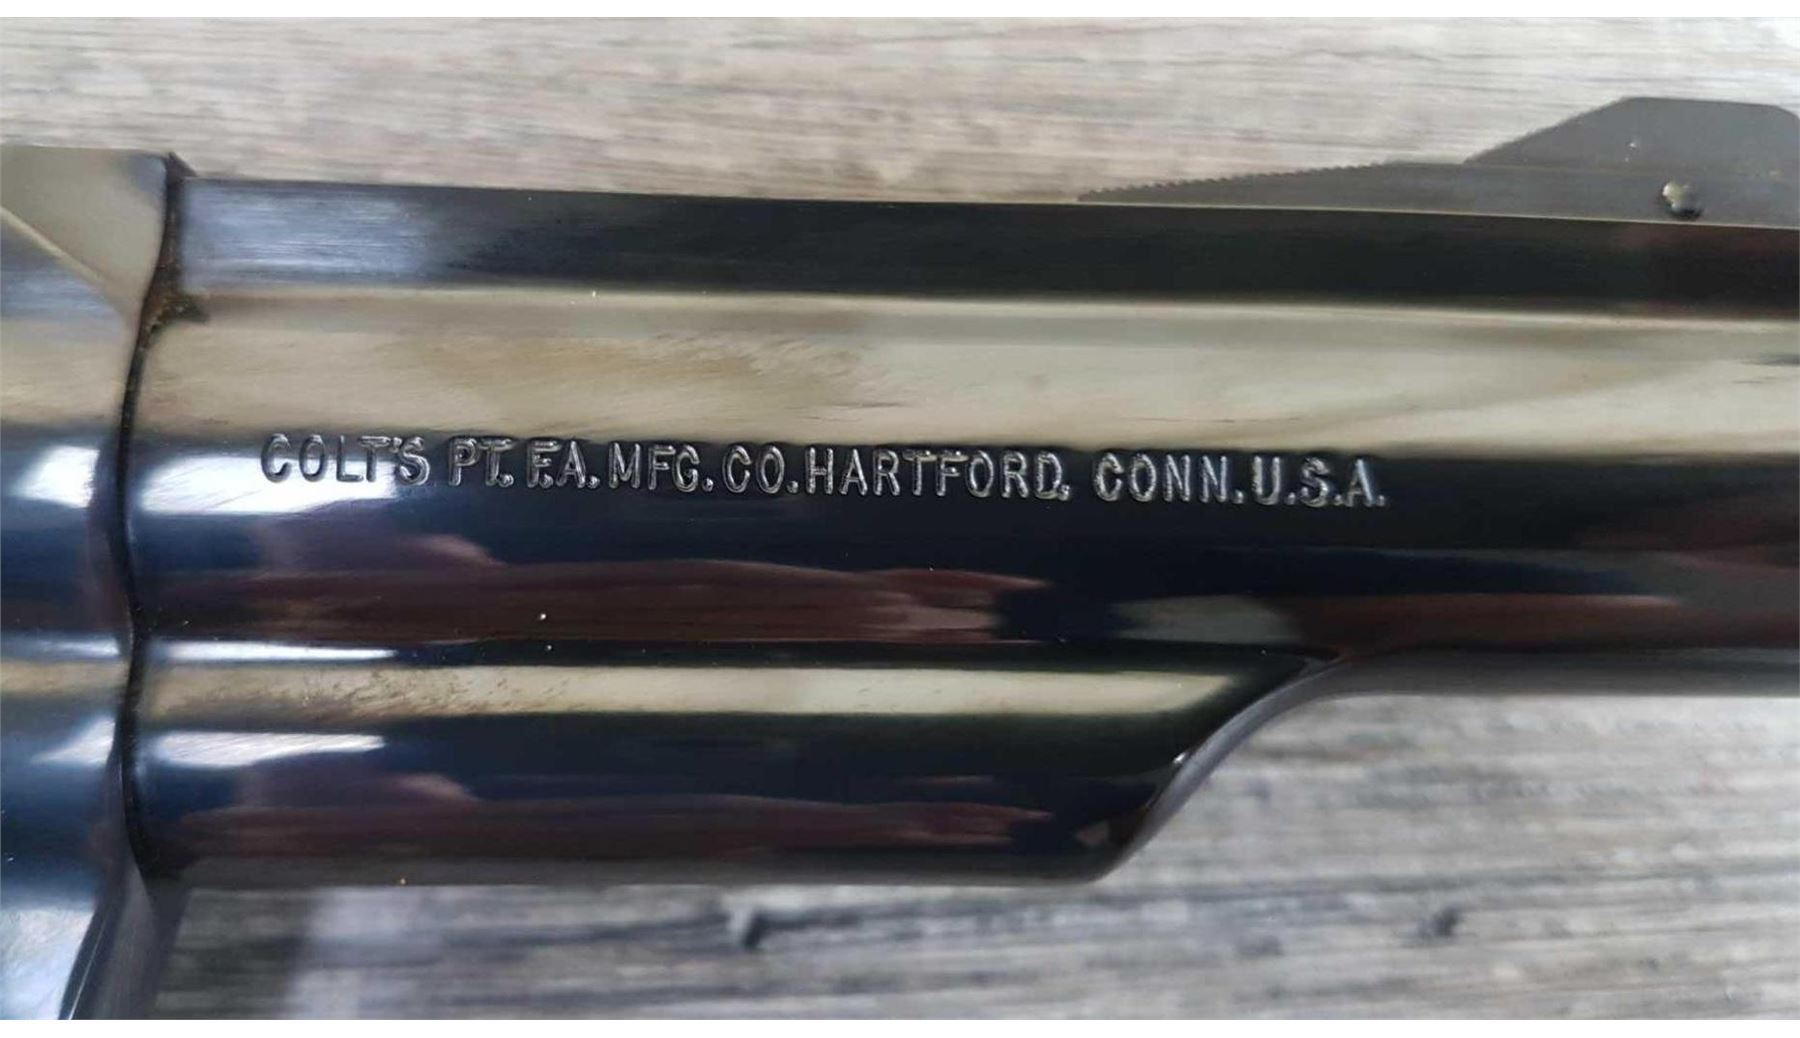 COLT'S PT. F.A. MFG. CO. HARTFORD, CONN. U.S.A.